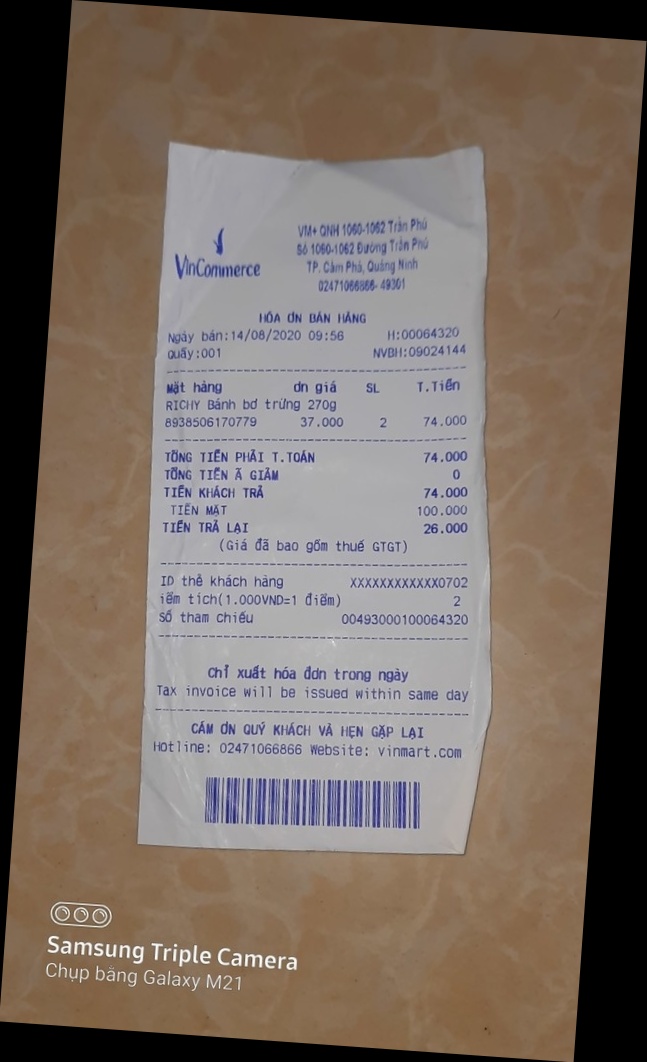 VinCommerce
VM+ QNH 1060-1062 Trần Phú
Số 1060-1062 Đường Trần Phú
TP. Cẩm Phả, Quảng Ninh
02471066866- 49301
HÓA ƠN BÁN HÀNG
Ngày bán:14/08/2020 09:56 H:00064320
Quầy:001 NVBH:09024144
Mặt hàng ơn giá SL T.Tiền
RICHY Bánh bơ trứng 270g
8938506170779 37.000 2 74.000
TỔNG TIỀN PHẢI T.TOÁN 74.000
TỔNG TIỀN Ã GIẢM 0
TIỀN KHÁCH TRẢ 74.000
TIỀN MẶT 100.000
TIỀN TRẢ LẠI 26.000
(Giá đã bao gồm thuế GTGT)
ID thẻ khách hàng XXXXXXXXXXXX0702
iểm tích(1.000VND=1 điểm) 2
Số tham chiếu 00493000100064320
Chỉ xuất hóa đơn trong ngày
Tax invoice will be issued within same day
CẢM ƠN QUÝ KHÁCH VÀ HẸN GẶP LẠI
Hotline: 02471066866 Website: vinmart.com
Samsung Triple Camera
Chụp bằng Galaxy M21